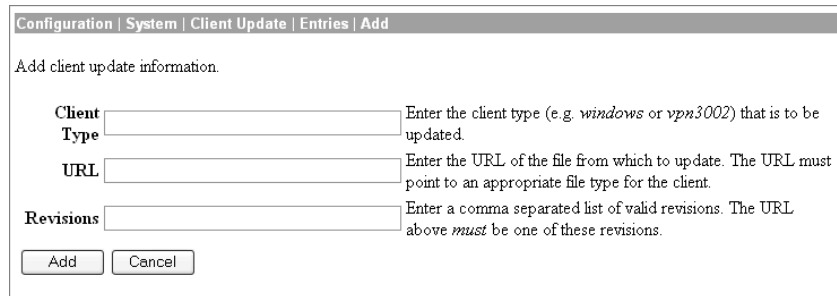 Configuration | System | Client Update | Entries | Add
Add client update information.
Client
Type
Enter the client type (e.g. windows or vpn3002) that is to be
updated.
URL
Enter the URL of the file from which to update. The URL must
point to an appropriate file type for the client.
Revisions
Enter a comma separated list of valid revisions. The URL
above must be one of these revisions.
Add
Cancel